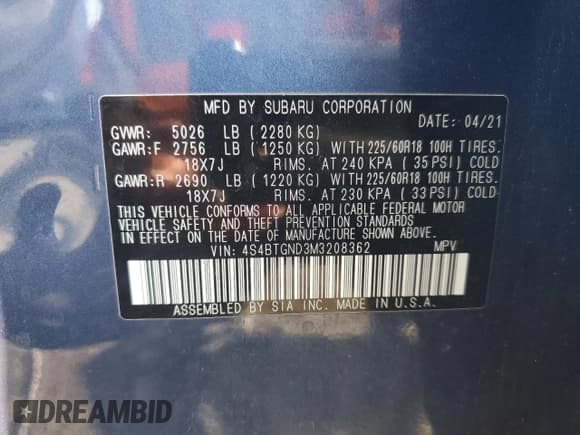 MFD BY SUBARU CORPORATION
DATE: 04/21
GVWR: 5026 LB ( 2280 KG)
GAWR:F 2756 LB ( 1250 KG) WITH 225/60R18 100H TIRES.
18X7J RIMS. AT 240 KPA ( 35 PSI) COLD
GAWR:R 2690 LB ( 1220 KG) WITH 225/60R18 100H TIRES.
18X7J RIMS. AT 230 KPA ( 33 PSI) COLD
THIS VEHICLE CONFORMS TO ALL APPLICABLE FEDERAL MOTOR
VEHICLE SAFETY AND THEFT PREVENTION STANDARDS
IN EFFECT ON THE DATE OF MANUFACTURE SHOWN ABOVE.
VIN: 4S4BTGND3M3208362 MPV
ASSEMBLED BY SIA INC. MADE IN U.S.A.
DREAMBID